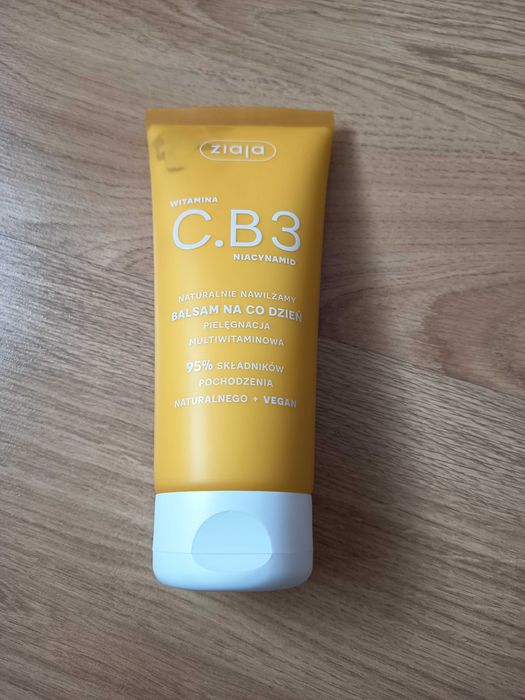 ziaja
WITAMINA
C.B3
NIACYNAMID
NATURALNIE NAWILŻAMY
BALSAM NA CO DZIEŃ
PIELĘGNACJA
MULTIWITAMINOWA
95% SKŁADNIKÓW
POCHODZENIA
NATURALNEGO + VEGAN